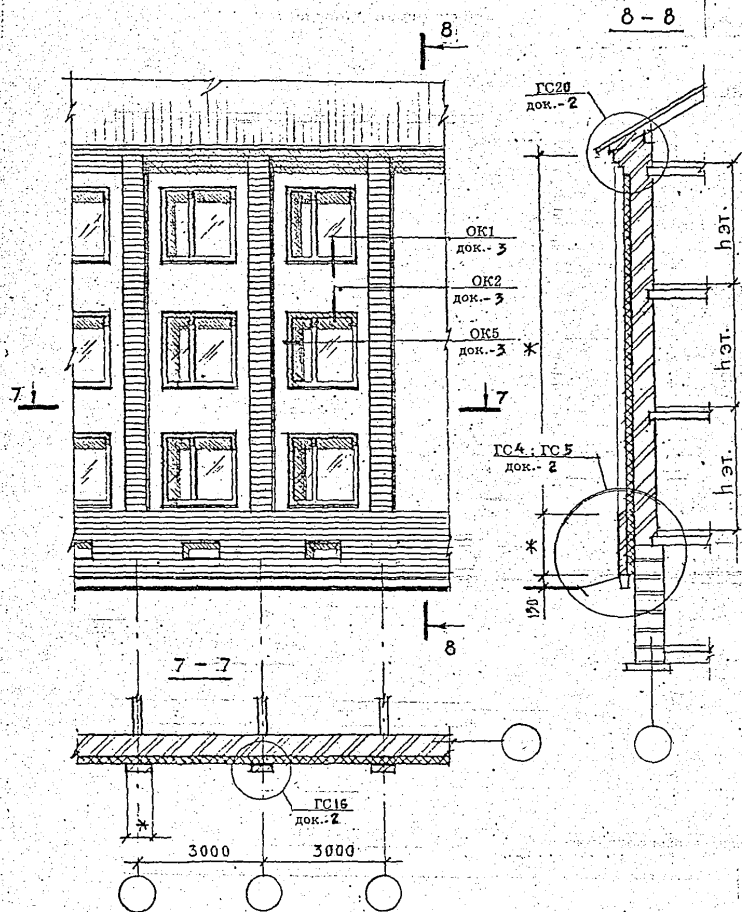 8 - 8
8
ГС20
док.- 2
ОК1
док.- 3
ОК2
док.- 3
ОК5
док.- 3
*
h эт.
h эт.
h эт.
7
7
ГС4 ; ГС5
док.- 2
*
150
8
7 - 7
ГС16
док.- 2
*
3000
3000